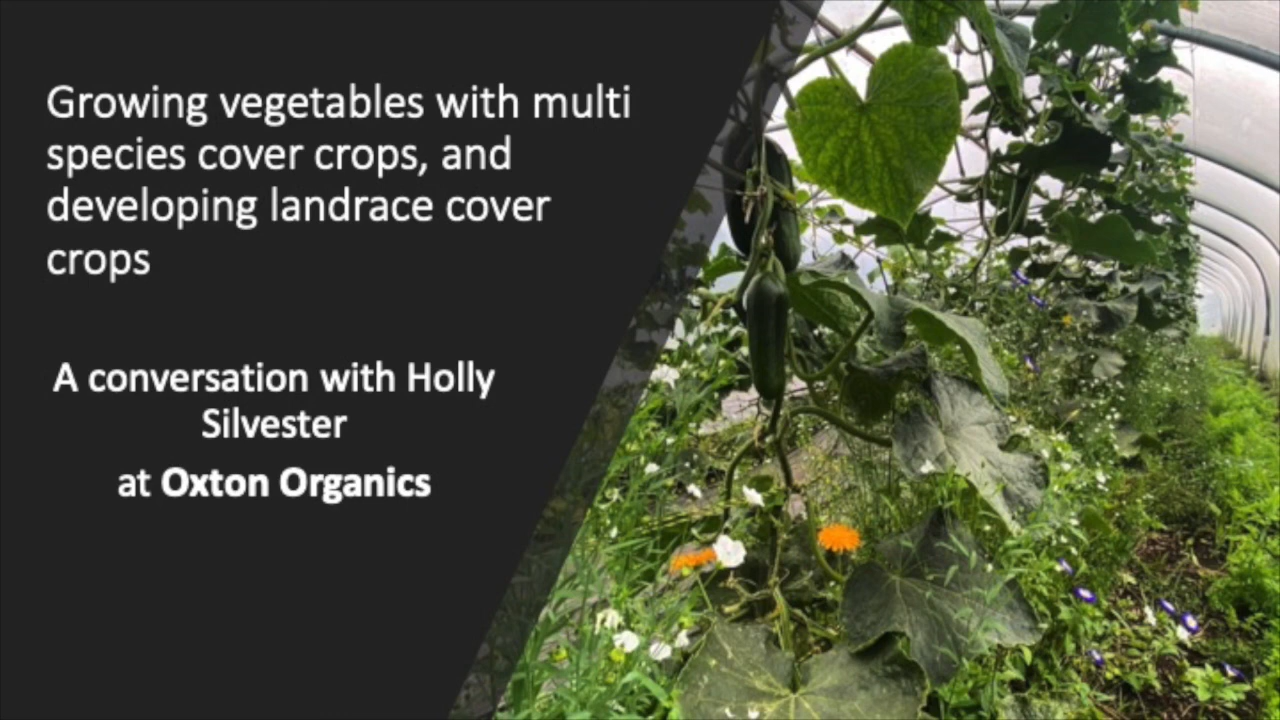 Growing vegetables with multi
species cover crops, and
developing landrace cover
crops
A conversation with Holly
Silvester
at Oxton Organics